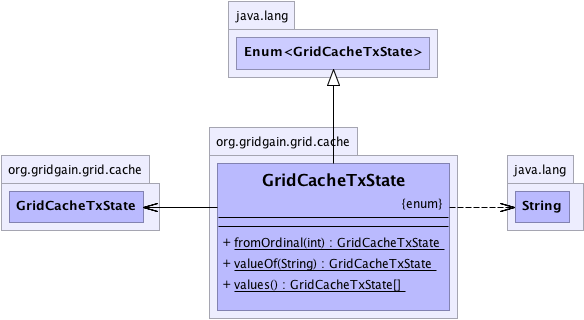 java.lang
Enum<GridCacheTxState>
org.gridgain.grid.cache
GridCacheTxState
{enum}
+ fromOrdinal(int) : GridCacheTxState
+ valueOf(String) : GridCacheTxState
+ values() : GridCacheTxState[]
org.gridgain.grid.cache
GridCacheTxState
java.lang
String